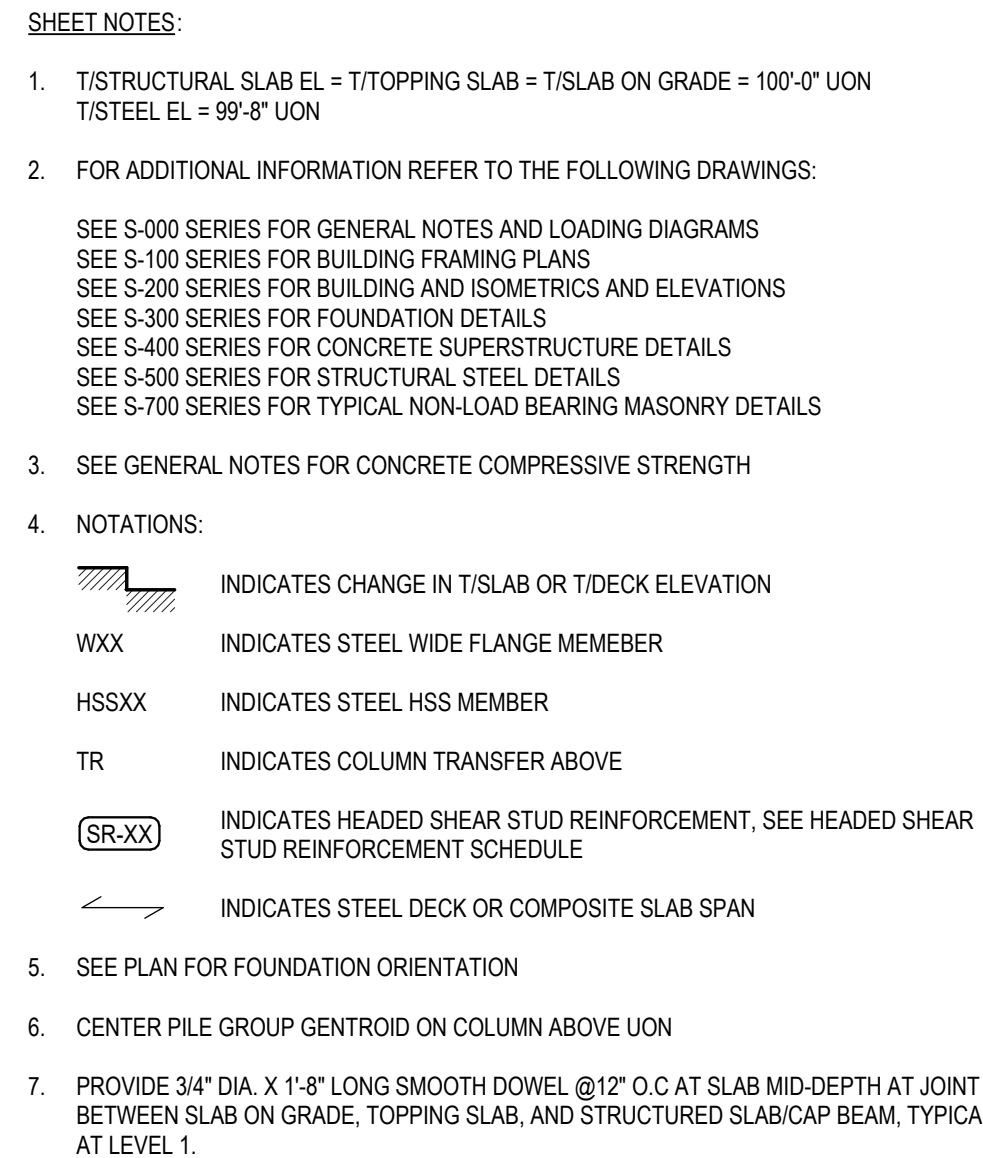 SHEET NOTES:
1. T/STRUCTURAL SLAB EL = T/TOPPING SLAB = T/SLAB ON GRADE = 100'-0" UON
T/STEEL EL = 99'-8" UON
2. FOR ADDITIONAL INFORMATION REFER TO THE FOLLOWING DRAWINGS:
SEE S-000 SERIES FOR GENERAL NOTES AND LOADING DIAGRAMS
SEE S-100 SERIES FOR BUILDING FRAMING PLANS
SEE S-200 SERIES FOR BUILDING AND ISOMETRICS AND ELEVATIONS
SEE S-300 SERIES FOR FOUNDATION DETAILS
SEE S-400 SERIES FOR CONCRETE SUPERSTRUCTURE DETAILS
SEE S-500 SERIES FOR STRUCTURAL STEEL DETAILS
SEE S-700 SERIES FOR TYPICAL NON-LOAD BEARING MASONRY DETAILS
3. SEE GENERAL NOTES FOR CONCRETE COMPRESSIVE STRENGTH
4. NOTATIONS:
INDICATES CHANGE IN T/SLAB OR T/DECK ELEVATION
WXX INDICATES STEEL WIDE FLANGE MEMEBER
HSSXX INDICATES STEEL HSS MEMBER
TR INDICATES COLUMN TRANSFER ABOVE
SR-XX INDICATES HEADED SHEAR STUD REINFORCEMENT, SEE HEADED SHEAR
STUD REINFORCEMENT SCHEDULE
INDICATES STEEL DECK OR COMPOSITE SLAB SPAN
5. SEE PLAN FOR FOUNDATION ORIENTATION
6. CENTER PILE GROUP GENTROID ON COLUMN ABOVE UON
7. PROVIDE 3/4" DIA. X 1'-8" LONG SMOOTH DOWEL @12" O.C AT SLAB MID-DEPTH AT JOINT
BETWEEN SLAB ON GRADE, TOPPING SLAB, AND STRUCTURED SLAB/CAP BEAM, TYPICA
AT LEVEL 1.